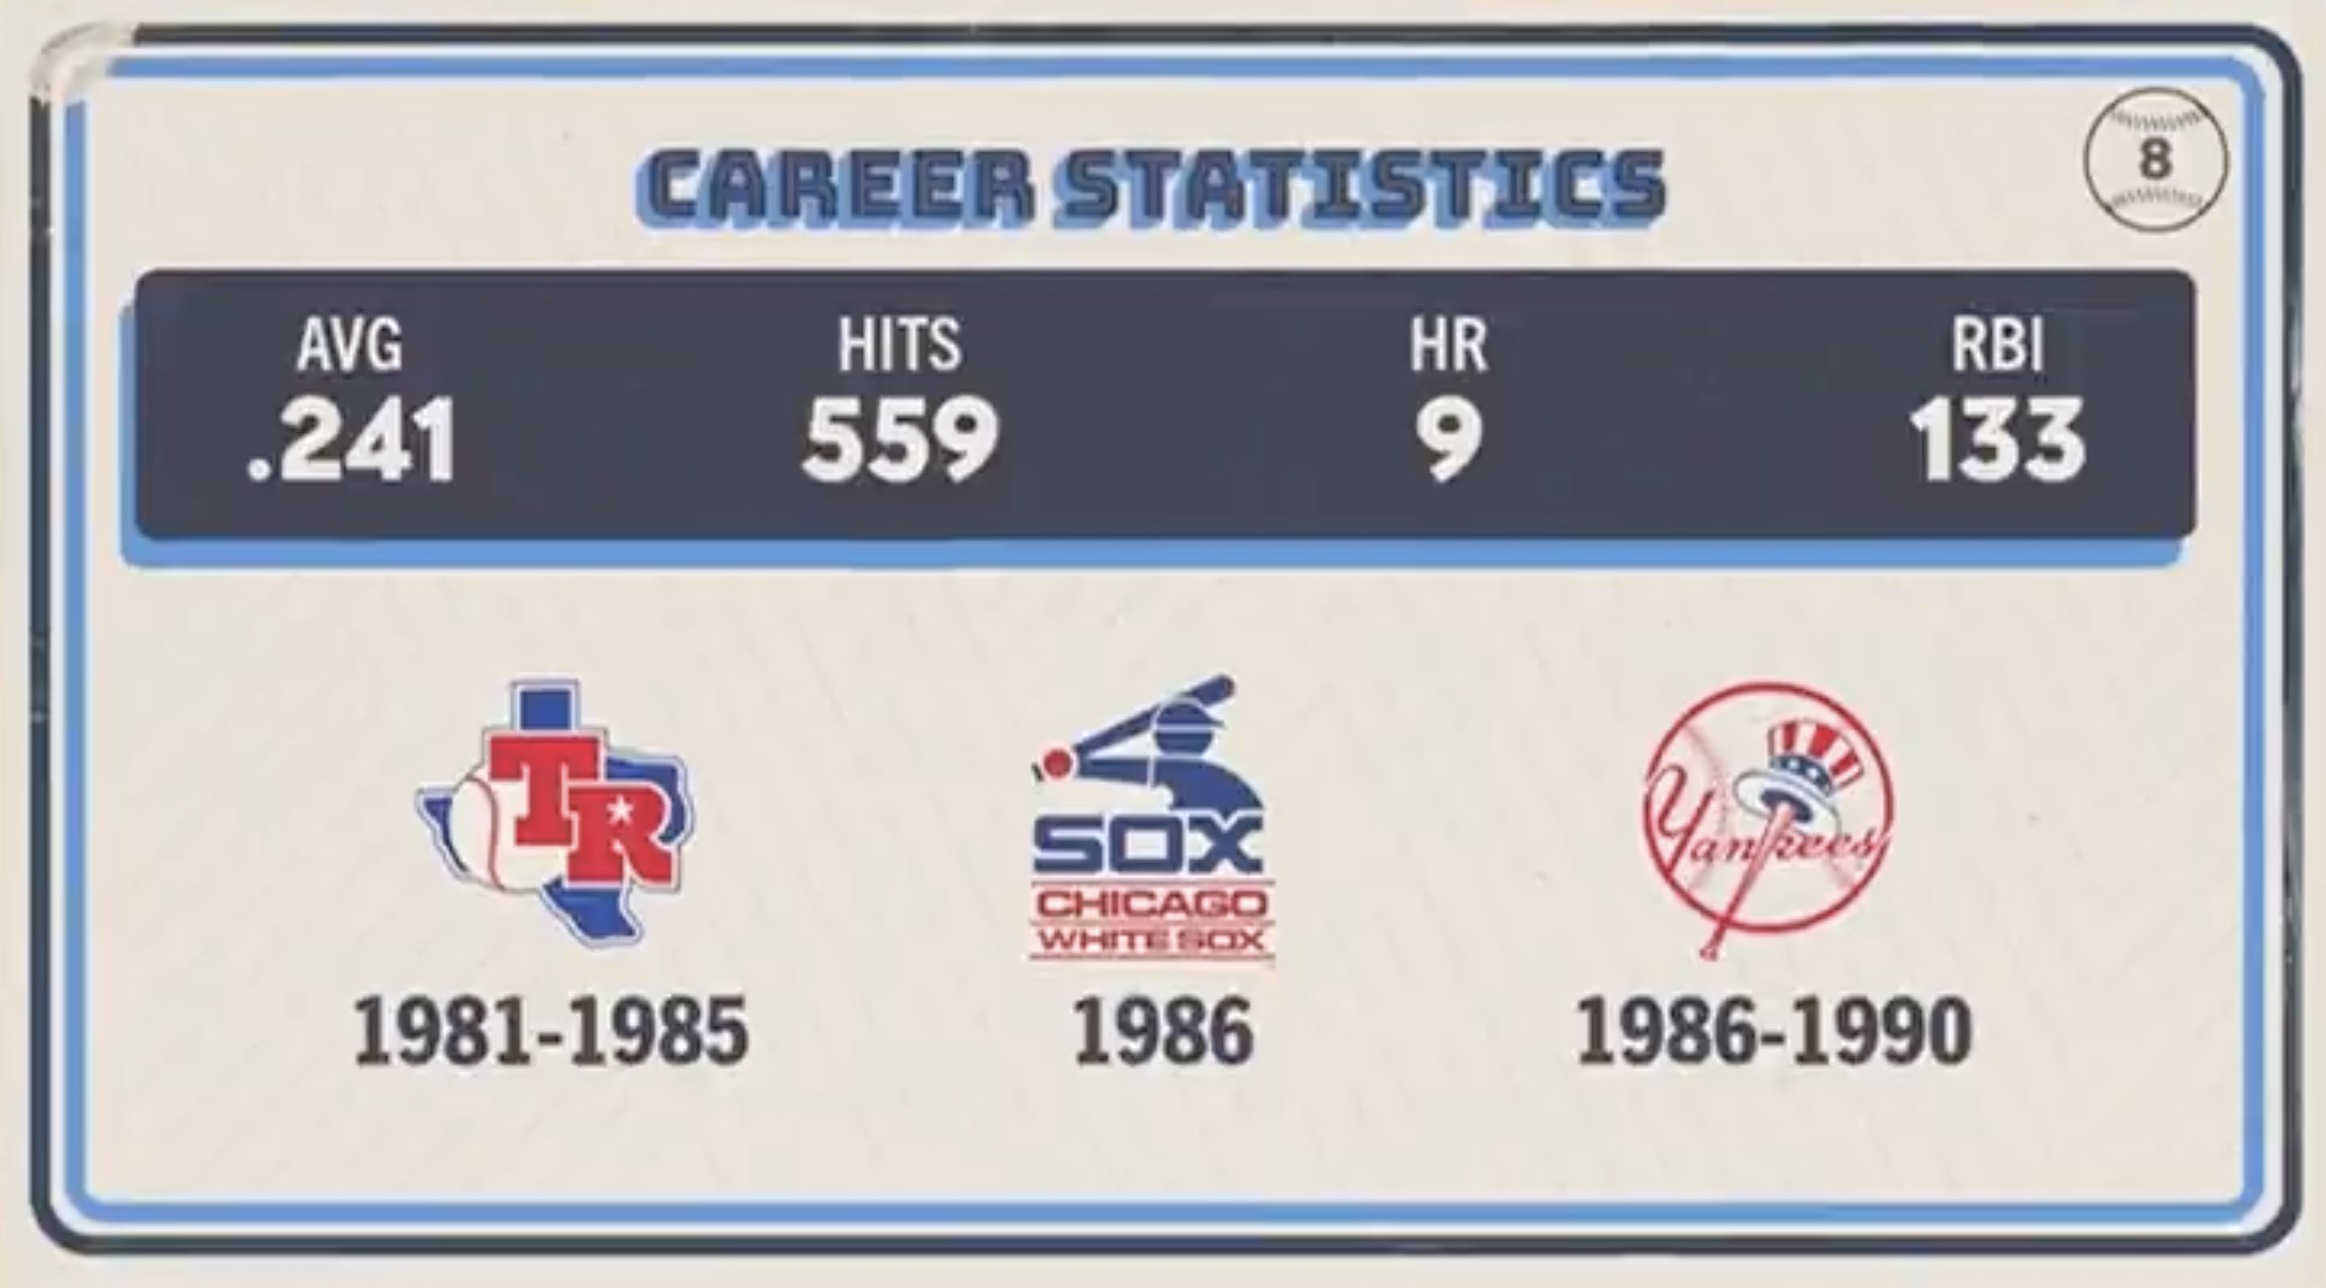 CAREER STATISTICS
8
AVG HITS HR RBI
.241 559 9 133
TR
SOX
CHICAGO
WHITE SOX
Yankees
1981-1985 1986 1986-1990